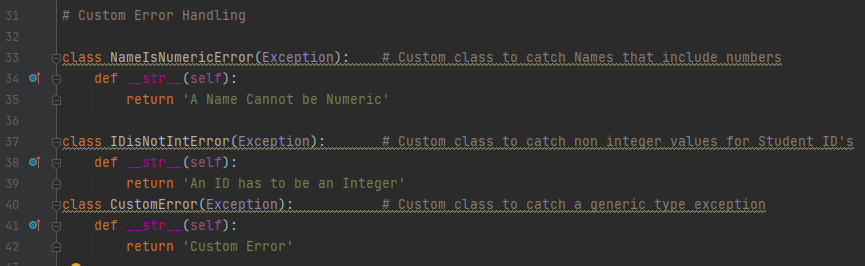 31 # Custom Error Handling
32
33 class NameIsNumericError(Exception):    # Custom class to catch Names that include numbers
34     def __str__(self):
35         return 'A Name Cannot be Numeric'
36
37 class IDisNotIntError(Exception):       # Custom class to catch non integer values for Student ID's
38     def __str__(self):
39         return 'An ID has to be an Integer'
40 class CustomError(Exception):           # Custom class to catch a generic type exception
41     def __str__(self):
42         return 'Custom Error'